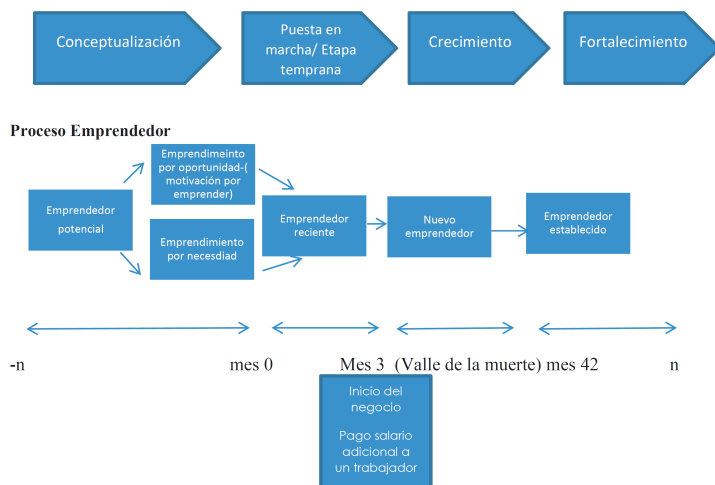 Conceptualización
Puesta en
marcha/ Etapa
temprana
Crecimiento
Fortalecimiento
Proceso Emprendedor
Emprendedor
potencial
Emprendimeinto
por oportunidad-(
motivación por
emprender)
Emprendimiento
por necesdiad
Emprendedor
reciente
Nuevo
emprendedor
Emprendedor
establecido
-n mes 0 Mes 3 (Valle de la muerte) mes 42 n
Inicio del
negocio
Pago salario
adicional a
un trabajador